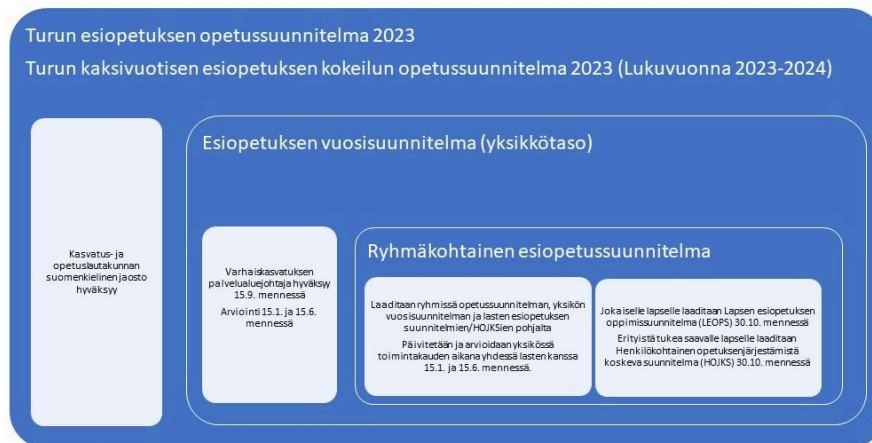 Turun esiopetuksen opetussuunnitelma 2023
Turun kaksivuotisen esiopetuksen kokeilun opetussuunnitelma 2023 (Lukuvuonna 2023-2024)
Kasvatus- ja
opetuslautakunnan
suomenkielinen jaosto
hyväksyy
Esiopetuksen vuosisuunnitelma (yksikkötaso)
Varhaiskasvatuksen
palvelualuejohtaja hyväksyy
15.9. mennessä
Arviointi 15.1. ja 15.6.
mennessä
Ryhmäkohtainen esiopetussuunnitelma
Laaditaan ryhmissä opetussuunnitelman, yksikön
vuosisuunnitelman ja lasten esiopetuksen
suunnitelmien/HOJKSien pohjalta
Päivitetään ja arvioidaan yksikössä
toimintakauden aikana yhdessä lasten kanssa
15.1. ja 15.6. mennessä.
Jokaiselle lapselle laaditaan Lapsen esiopetuksen
oppimissuunnitelma (LEOPS) 30.10. mennessä
Erityistä tukea saavalle lapselle laaditaan
Henkilökohtainen opetuksenjärjestämistä
koskeva suunnitelma (HOJKS) 30.10. mennessä